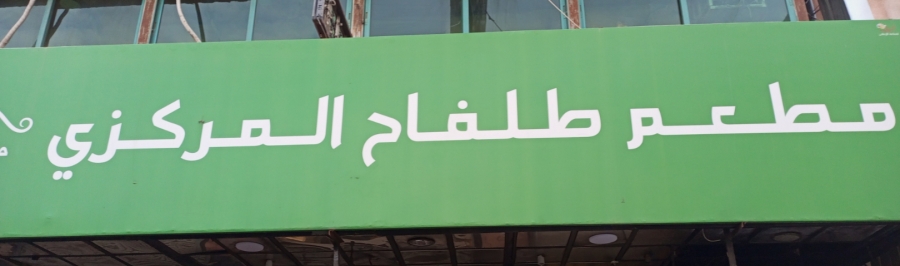 مطعم طلفاح المركزي